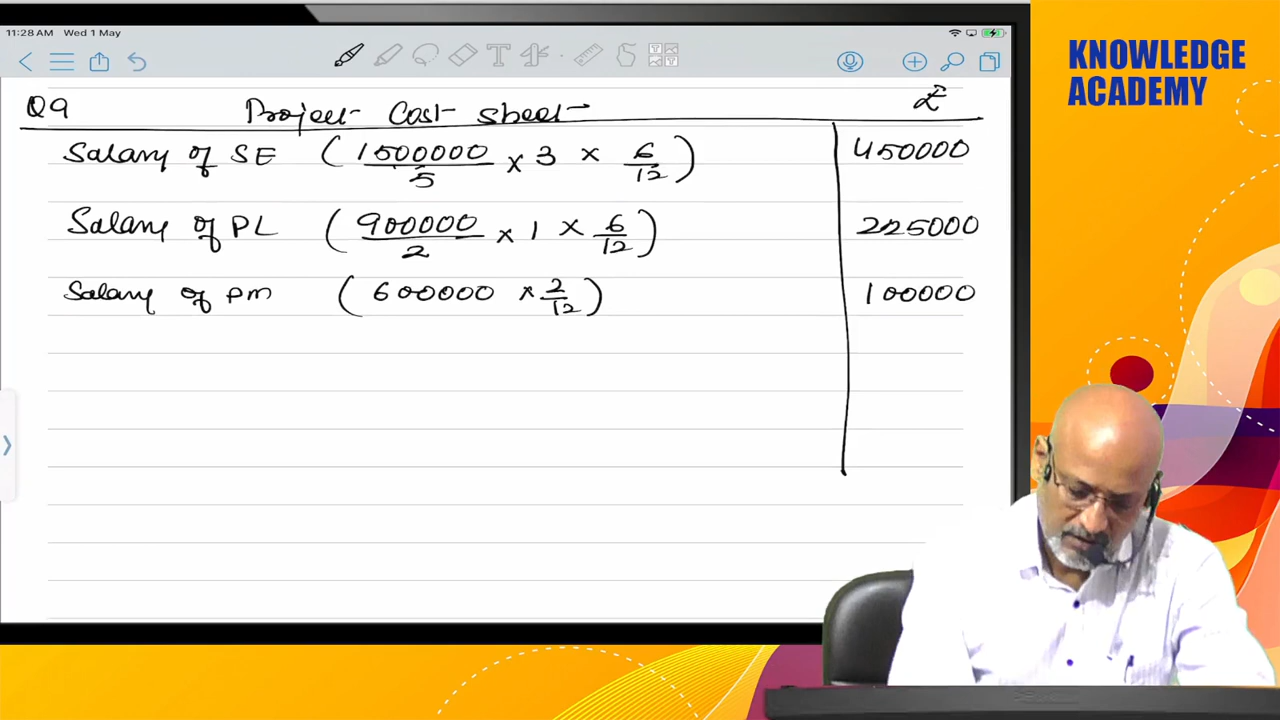 11:28 AM Wed 1 May
KNOWLEDGE
ACADEMY
Q9 Project Cost sheet ₤
Salary of SE (1500000/5 × 3 × 6/12) 450000
Salary of PL (900000/2 × 1 × 6/12) 225000
Salary of PM (600000 × 2/12) 100000